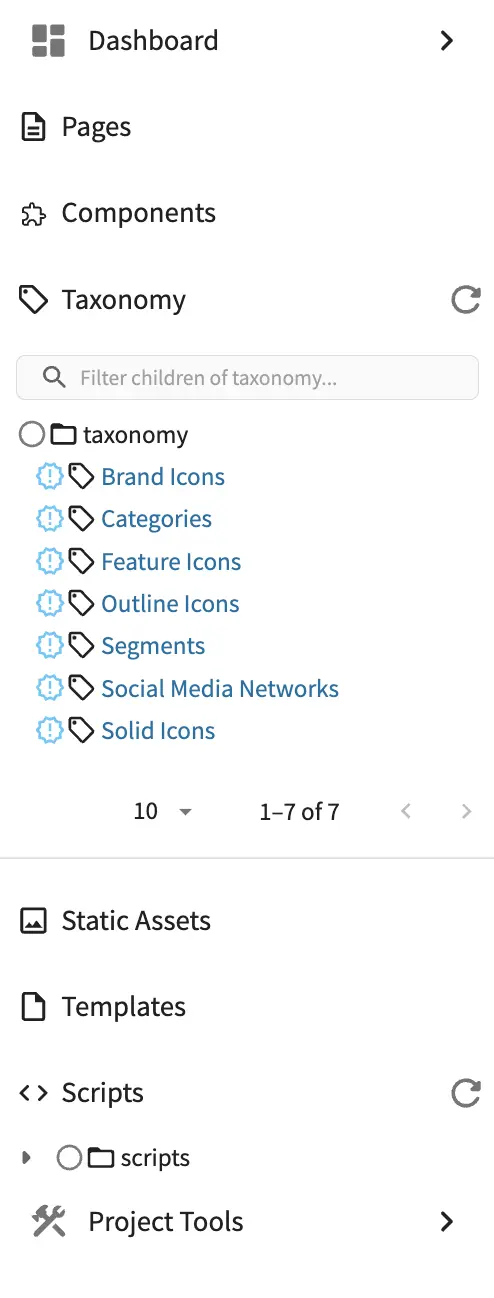 Dashboard
Pages
Components
Taxonomy
Filter children of taxonomy...
taxonomy
Brand Icons
Categories
Feature Icons
Outline Icons
Segments
Social Media Networks
Solid Icons
10 1–7 of 7
Static Assets
Templates
Scripts
scripts
Project Tools